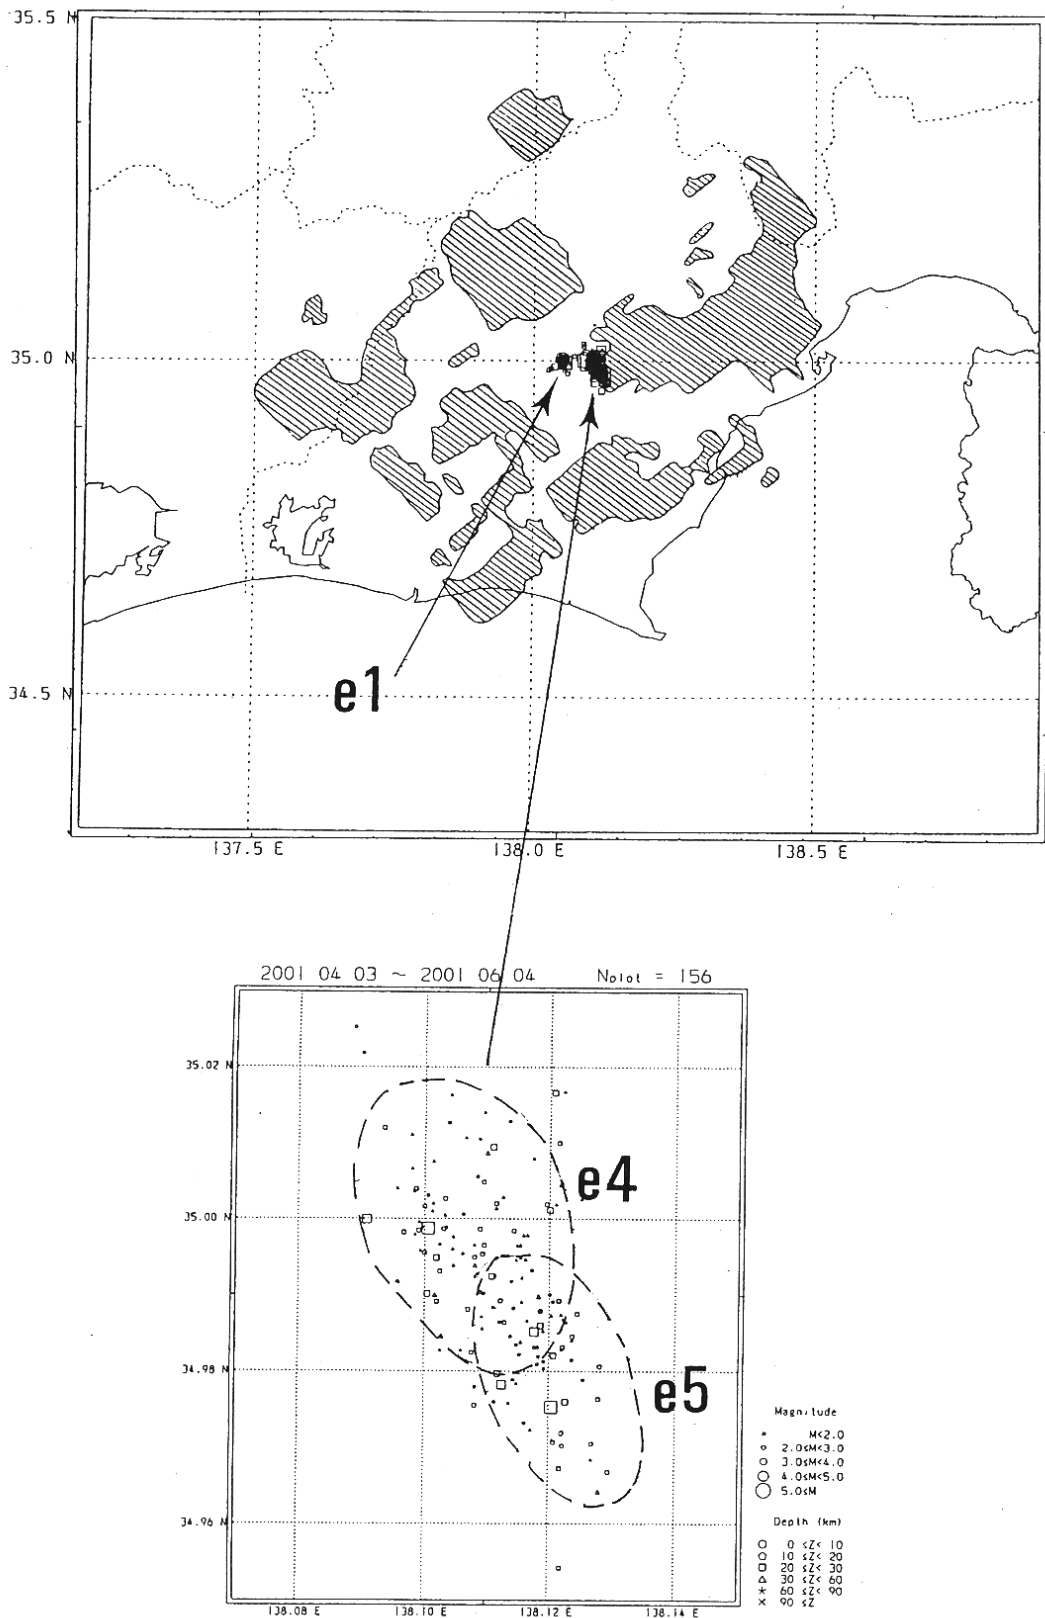 35.5 N
35.0 N
34.5 N
e1
137.5 E
138.0 E
138.5 E
2001 04 03 ~ 2001 06 04 Nplot = 156
35.02 N
35.00 N
34.98 N
34.96 N
e4
e5
138.08 E
138.10 E
138.12 E
138.14 E
Magnitude
M<2.0
2.0≤M<3.0
3.0≤M<4.0
4.0≤M<5.0
5.0≤M
Depth (km)
0 ≤Z< 10
10 ≤Z< 20
20 ≤Z< 30
30 ≤Z< 60
60 ≤Z< 90
90 ≤Z